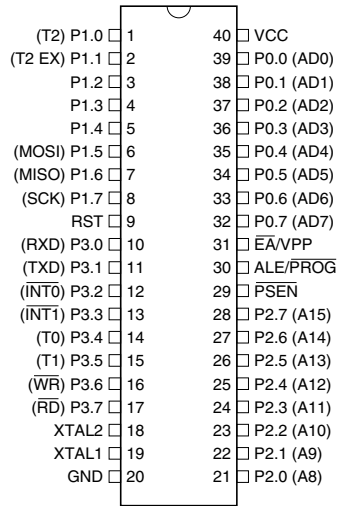 (T2) P1.0 1 40 VCC
(T2 EX) P1.1 2 39 P0.0 (AD0)
P1.2 3 38 P0.1 (AD1)
P1.3 4 37 P0.2 (AD2)
P1.4 5 36 P0.3 (AD3)
(MOSI) P1.5 6 35 P0.4 (AD4)
(MISO) P1.6 7 34 P0.5 (AD5)
(SCK) P1.7 8 33 P0.6 (AD6)
RST 9 32 P0.7 (AD7)
(RXD) P3.0 10 31 E̅A̅/VPP
(TXD) P3.1 11 30 ALE/P̅R̅O̅G̅
(I̅N̅T̅0̅) P3.2 12 29 P̅S̅E̅N̅
(I̅N̅T̅1̅) P3.3 13 28 P2.7 (A15)
(T0) P3.4 14 27 P2.6 (A14)
(T1) P3.5 15 26 P2.5 (A13)
(W̅R̅) P3.6 16 25 P2.4 (A12)
(R̅D̅) P3.7 17 24 P2.3 (A11)
XTAL2 18 23 P2.2 (A10)
XTAL1 19 22 P2.1 (A9)
GND 20 21 P2.0 (A8)